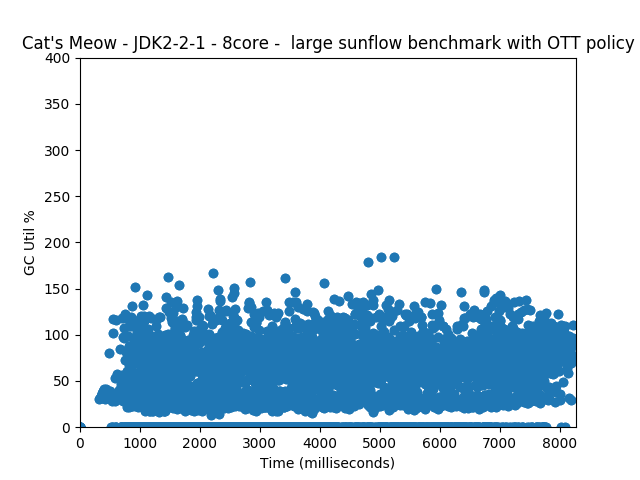 Cat's Meow - JDK2-2-1 - 8core -  large sunflow benchmark with OTT policy
400
350
300
250
200
150
100
50
0
GC Util %
0 1000 2000 3000 4000 5000 6000 7000 8000
Time (milliseconds)